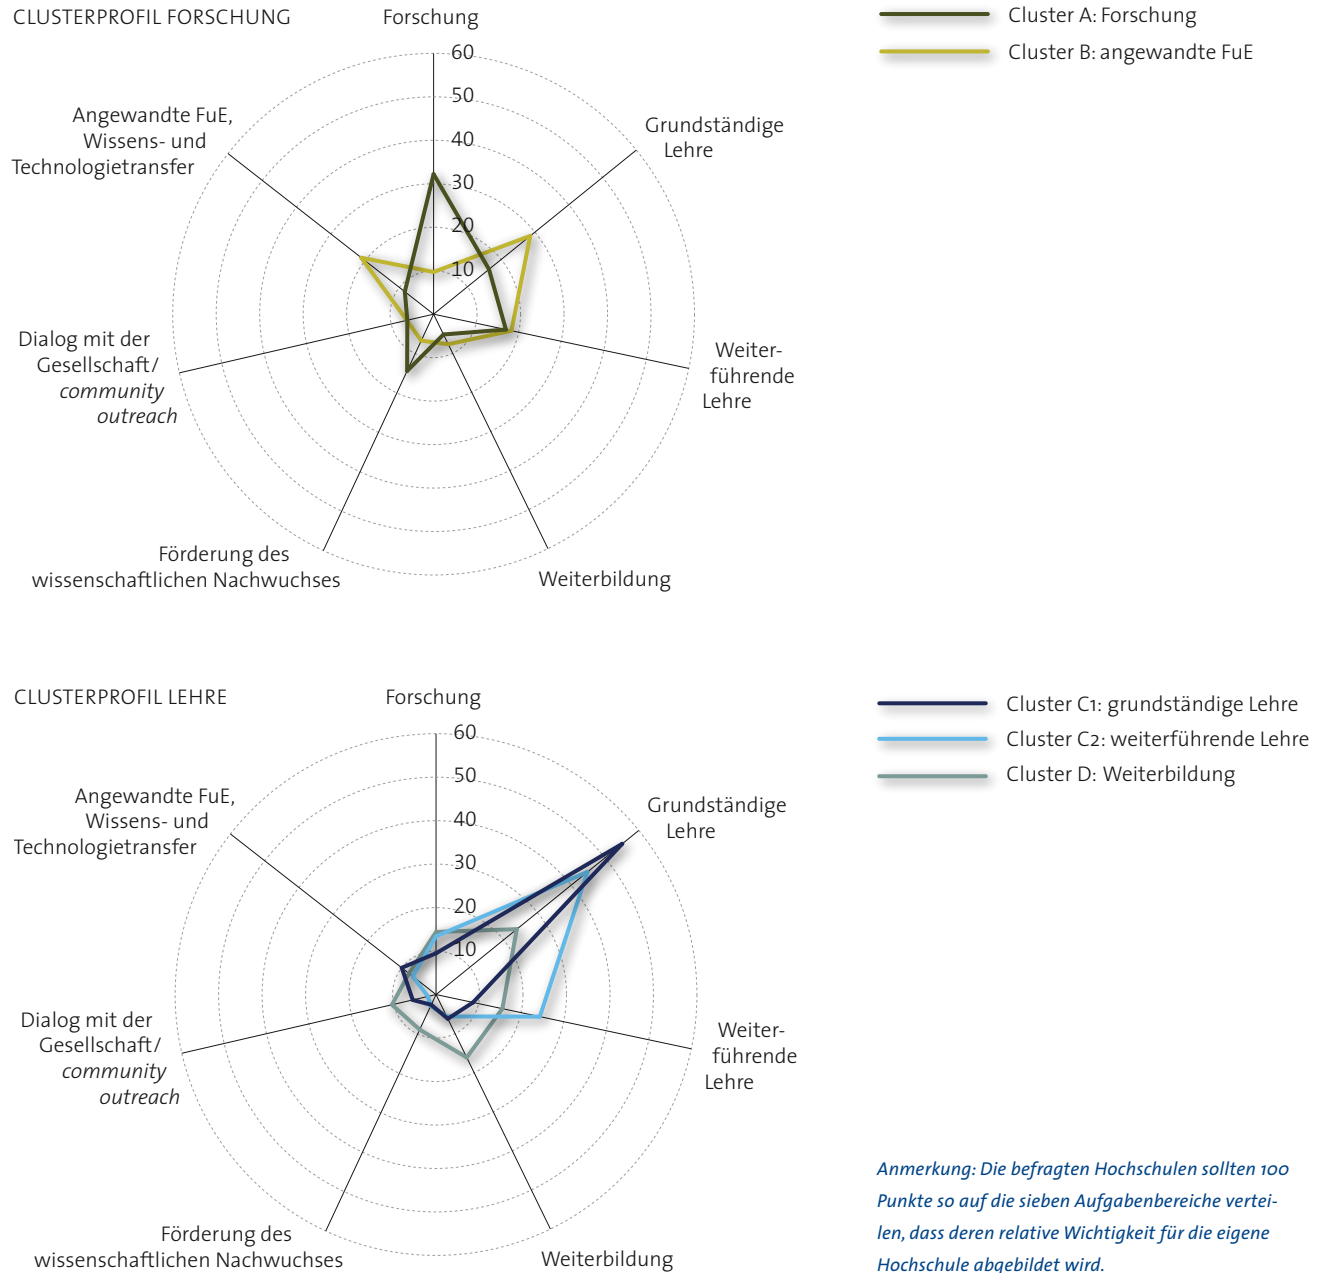 CLUSTERPROFIL FORSCHUNG
Forschung
60
50
40
30
20
10
Grundständige
Lehre
Weiter-
führende
Lehre
Weiterbildung
Förderung des
wissenschaftlichen Nachwuchses
Dialog mit der
Gesellschaft/
community
outreach
Angewandte FuE,
Wissens- und
Technologietransfer
Cluster A: Forschung
Cluster B: angewandte FuE
CLUSTERPROFIL LEHRE
Forschung
60
50
40
30
20
10
Grundständige
Lehre
Weiter-
führende
Lehre
Weiterbildung
Förderung des
wissenschaftlichen Nachwuchses
Dialog mit der
Gesellschaft/
community
outreach
Angewandte FuE,
Wissens- und
Technologietransfer
Cluster C1: grundständige Lehre
Cluster C2: weiterführende Lehre
Cluster D: Weiterbildung
Anmerkung: Die befragten Hochschulen sollten 100
Punkte so auf die sieben Aufgabenbereiche vertei-
len, dass deren relative Wichtigkeit für die eigene
Hochschule abgebildet wird.